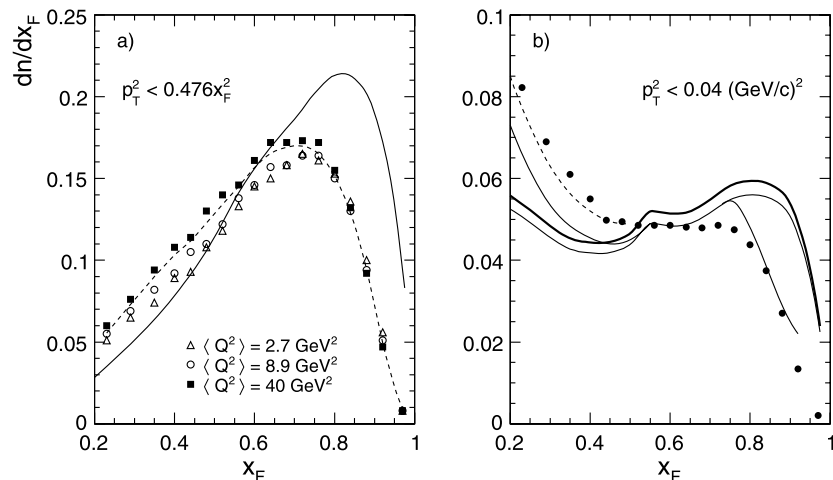 dn/dx_F
0.25
0.2
0.15
0.1
0.05
0
a)
p_T^2 < 0.476x_F^2
△ ⟨ Q^2 ⟩ = 2.7 GeV^2
○ ⟨ Q^2 ⟩ = 8.9 GeV^2
■ ⟨ Q^2 ⟩ = 40 GeV^2
0.2 0.4 0.6 0.8 1
x_F
0.1
0.08
0.06
0.04
0.02
0
b)
p_T^2 < 0.04 (GeV/c)^2
0.2 0.4 0.6 0.8 1
x_F